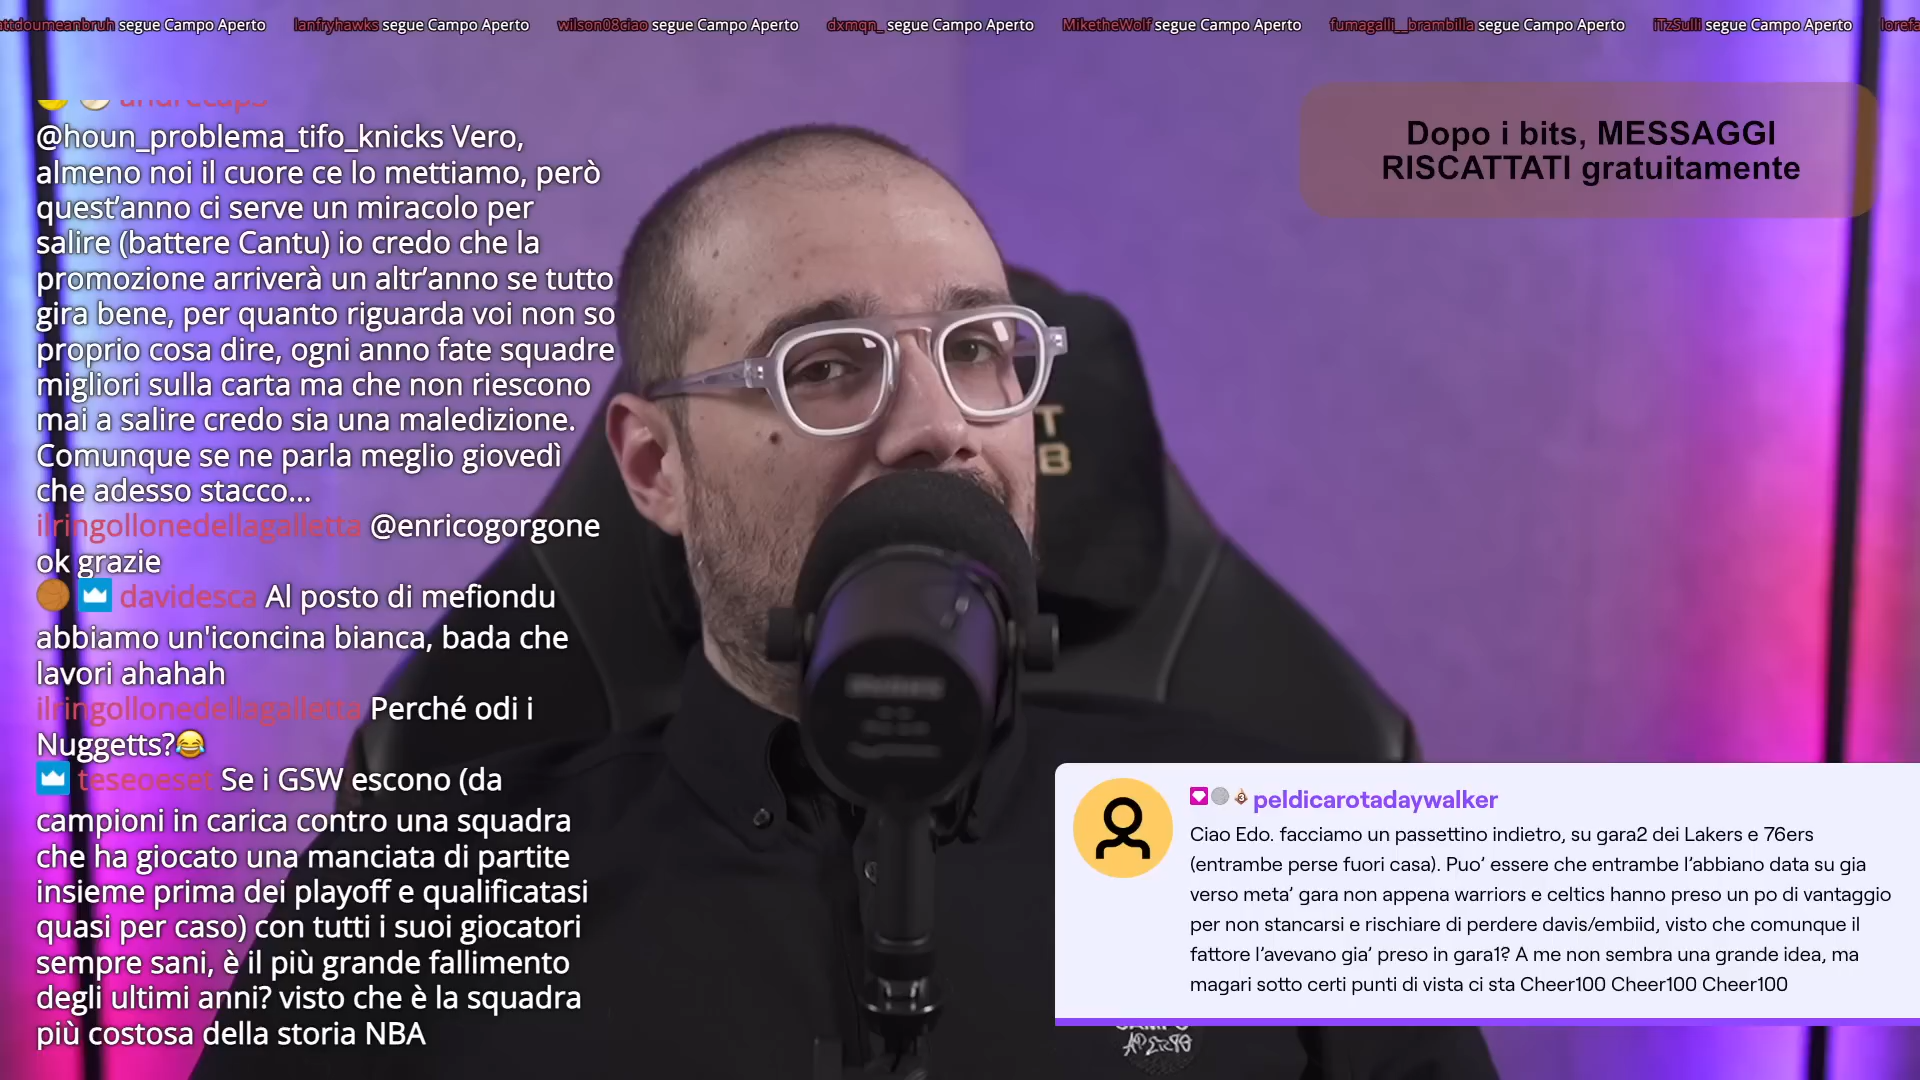 segue Campo Aperto lanfryhawks segue Campo Aperto wilson08ciao segue Campo Aperto dxmqn_ segue Campo Aperto MiketheWolf segue Campo Aperto fumagalli__brambilla segue Campo Aperto iTzSulli segue Campo Aperto
Dopo i bits, MESSAGGI
RISCATTATI gratuitamente
@houn_problema_tifo_knicks Vero,
almeno noi il cuore ce lo mettiamo, però
quest’anno ci serve un miracolo per
salire (battere Cantu) io credo che la
promozione arriverà un altr’anno se tutto
gira bene, per quanto riguarda voi non so
proprio cosa dire, ogni anno fate squadre
migliori sulla carta ma che non riescono
mai a salire credo sia una maledizione.
Comunque se ne parla meglio giovedì
che adesso stacco...
ilringollonedellagalletta @enricogorgone
ok grazie
davidesca Al posto di mefiondu
abbiamo un'iconcina bianca, bada che
lavori ahahah
ilringollonedellagalletta Perché odi i
Nuggetts?😂
teseoeset Se i GSW escono (da
campioni in carica contro una squadra
che ha giocato una manciata di partite
insieme prima dei playoff e qualificatasi
quasi per caso) con tutti i suoi giocatori
sempre sani, è il più grande fallimento
degli ultimi anni? visto che è la squadra
più costosa della storia NBA
peldicarotadaywalker
Ciao Edo. facciamo un passettino indietro, su gara2 dei Lakers e 76ers
(entrambe perse fuori casa). Puo’ essere che entrambe l’abbiano data su gia
verso meta’ gara non appena warriors e celtics hanno preso un po di vantaggio
per non stancarsi e rischiare di perdere davis/embiid, visto che comunque il
fattore l’avevano gia’ preso in gara1? A me non sembra una grande idea, ma
magari sotto certi punti di vista ci sta Cheer100 Cheer100 Cheer100